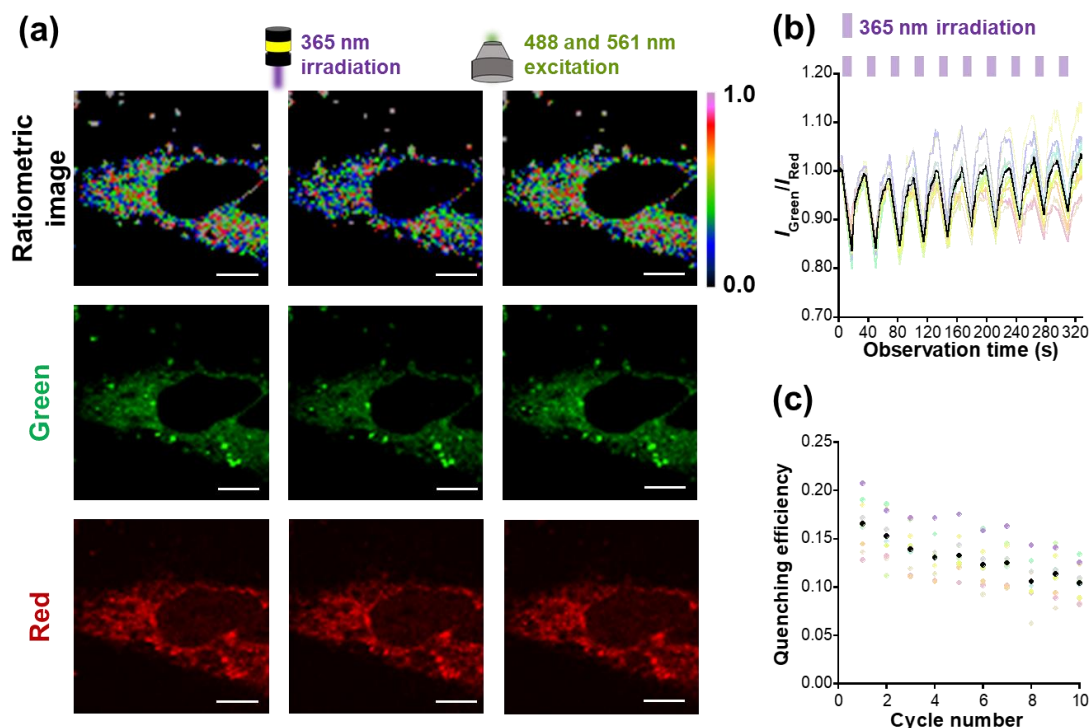 (a)
365 nm
irradiation
488 and 561 nm
excitation
Ratiometric
image
1.0
0.0
Green
Red
(b)
365 nm irradiation
1.20
1.10
1.00
0.90
0.80
0.70
I Green/I Red
0 40 80 120 160 200 240 280 320
Observation time (s)
(c)
0.25
0.20
0.15
0.10
0.05
0.00
Quenching efficiency
0 2 4 6 8 10
Cycle number